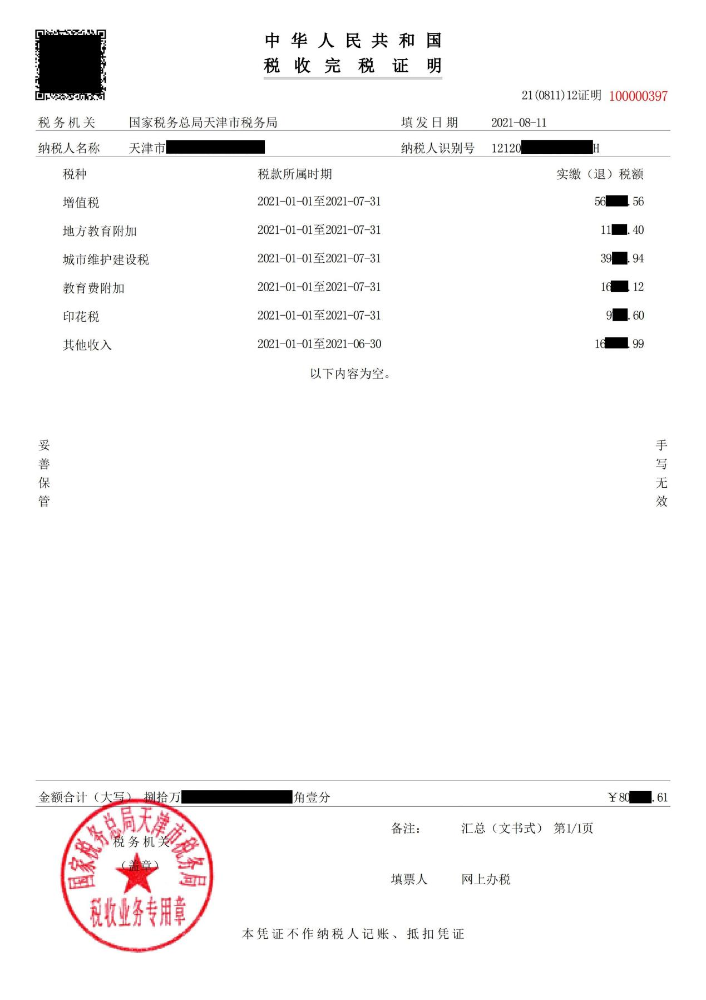 中华人民共和国
税收完税证明
21(0811)12证明 100000397
税务机关 国家税务总局天津市税务局 填发日期 2021-08-11
纳税人名称 天津市 纳税人识别号 12120 H
税种 税款所属时期 实缴（退）税额
增值税 2021-01-01至2021-07-31 56 .56
地方教育附加 2021-01-01至2021-07-31 11 .40
城市维护建设税 2021-01-01至2021-07-31 39 .94
教育费附加 2021-01-01至2021-07-31 16 .12
印花税 2021-01-01至2021-07-31 9 .60
其他收入 2021-01-01至2021-06-30 16 .99
以下内容为空。
妥善保管
手写无效
金额合计（大写） 捌拾万 角壹分 ￥80 .61
国家税务总局天津市税务局
税务机关
（盖章）
税收业务专用章
备注： 汇总（文书式） 第1/1页
填票人 网上办税
本凭证不作纳税人记账、抵扣凭证